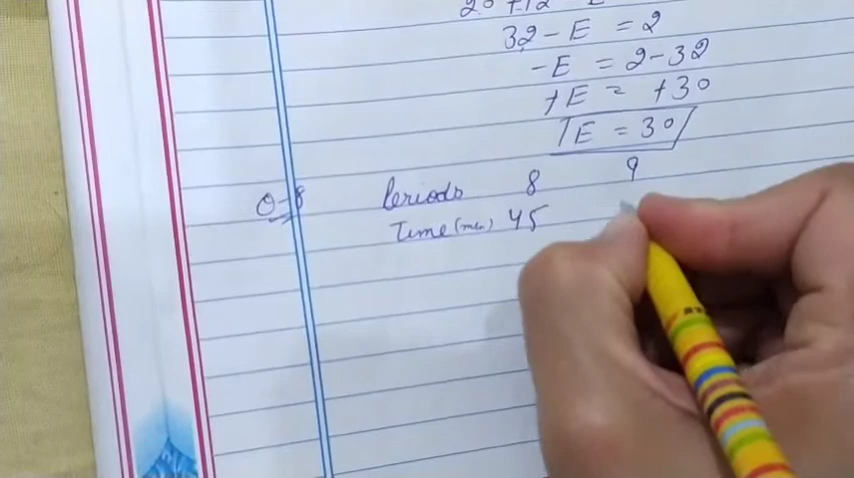 32 - E = 2
-E = 2 - 32
+E = +30
E = 30
Q-8 Periods 8 9
Time (min) 45